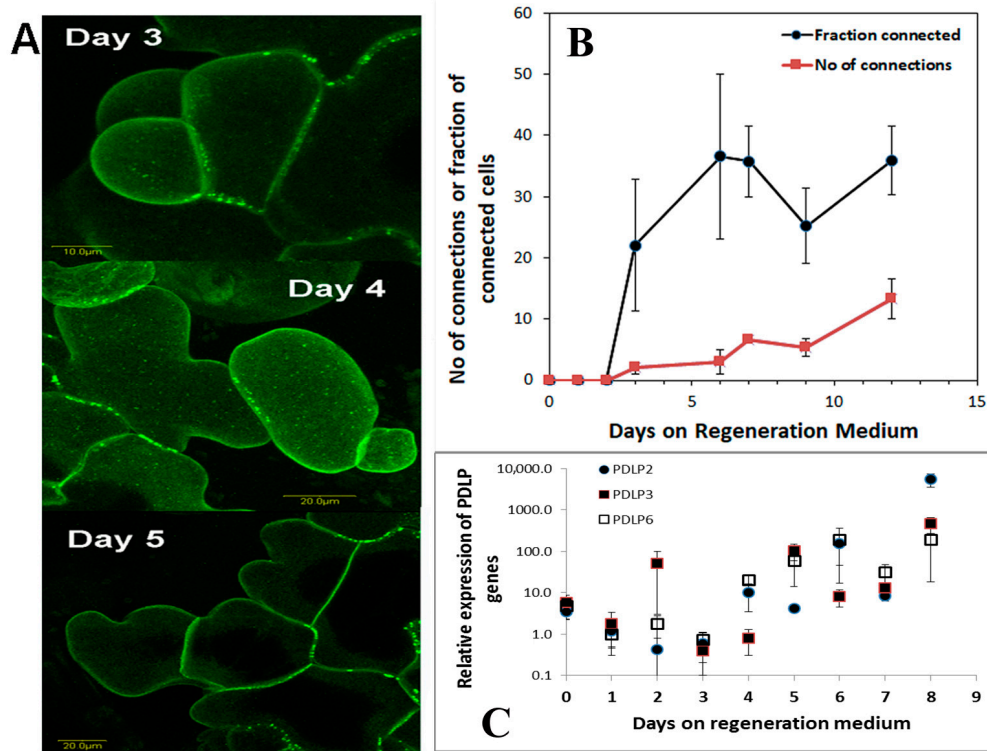 A
Day 3
10.0µm
Day 4
20.0µm
Day 5
20.0µm
B
No of connections or fraction of
connected cells
60
50
40
30
20
10
0
Fraction connected
No of connections
0 5 10 15
Days on Regeneration Medium
Relative expression of PDLP
genes
10,000.0
1000.0
100.0
10.0
1.0
0.1
PDLP2
PDLP3
PDLP6
0 1 2 3 4 5 6 7 8 9
C
Days on regeneration medium